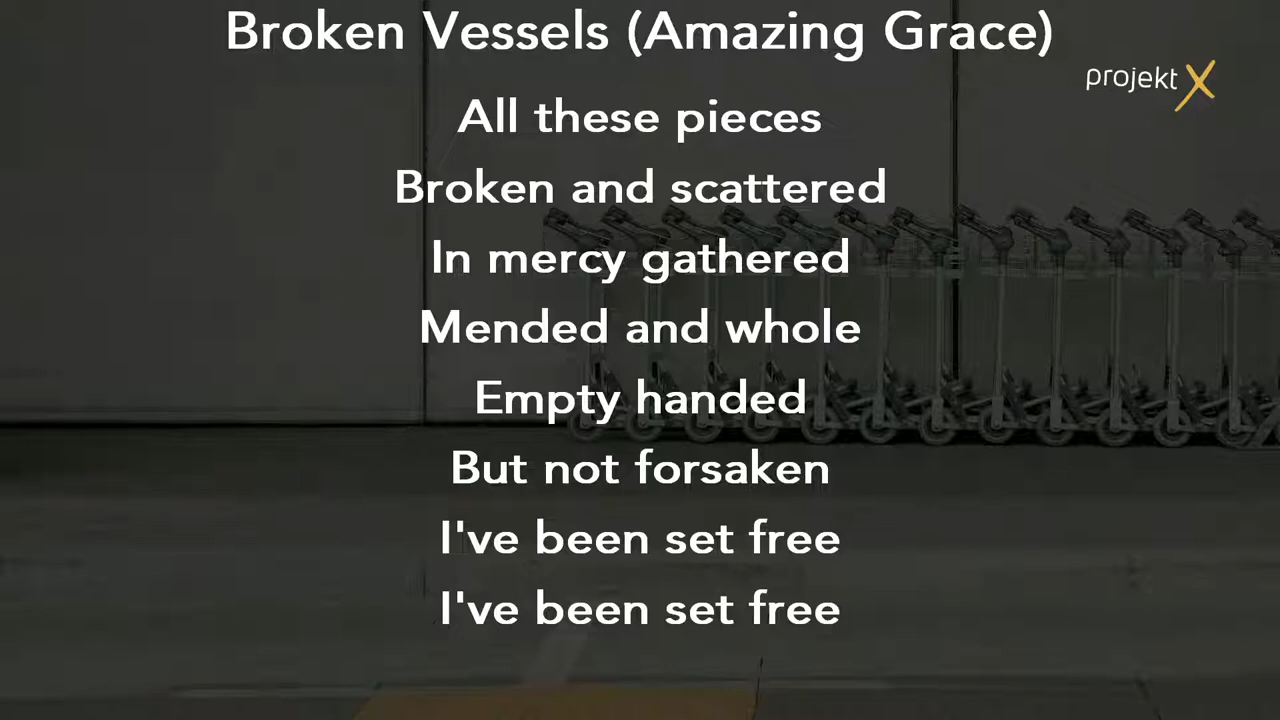 Broken Vessels (Amazing Grace)
projekt X
All these pieces
Broken and scattered
In mercy gathered
Mended and whole
Empty handed
But not forsaken
I've been set free
I've been set free